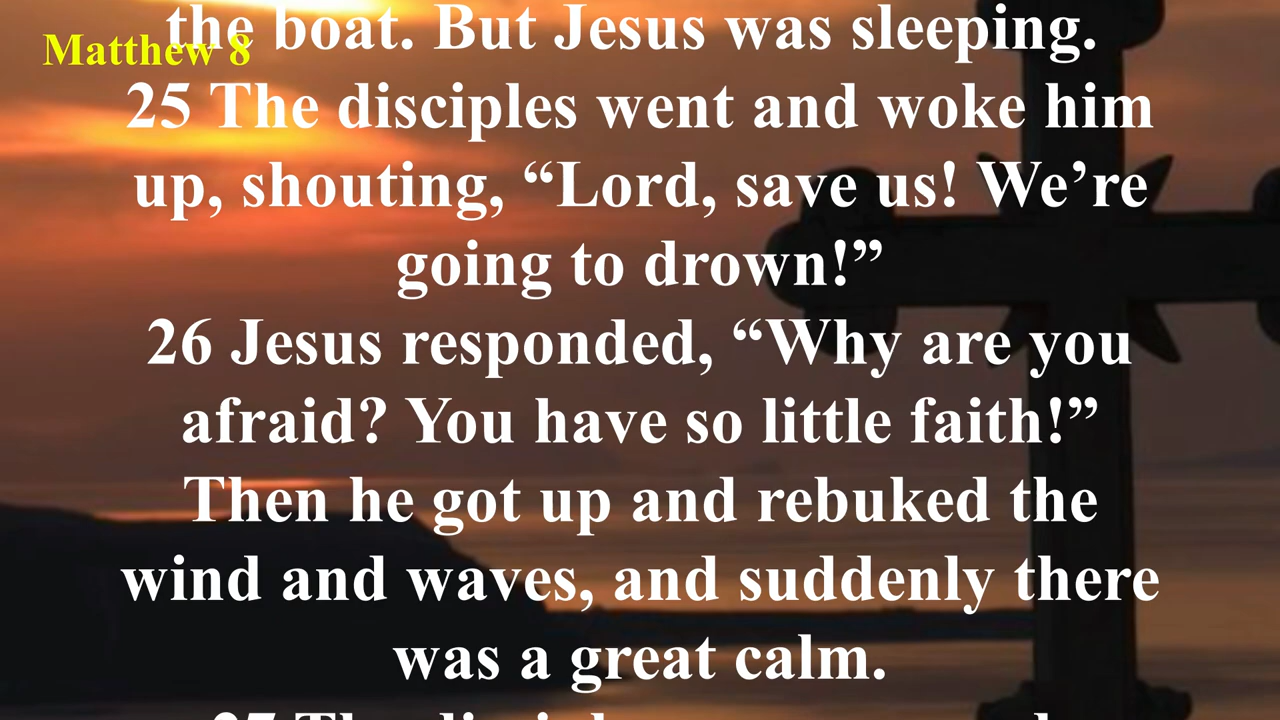 the boat. But Jesus was sleeping.
Matthew 8
25 The disciples went and woke him
up, shouting, “Lord, save us! We’re
going to drown!”
26 Jesus responded, “Why are you
afraid? You have so little faith!”
Then he got up and rebuked the
wind and waves, and suddenly there
was a great calm.
27 The